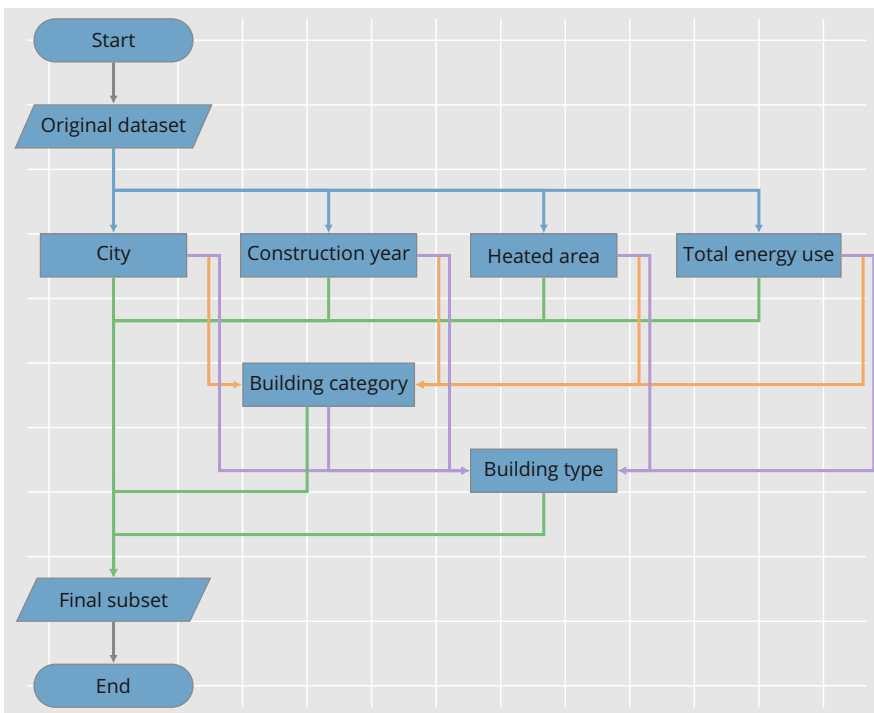 Start
Original dataset
City
Construction year
Heated area
Total energy use
Building category
Building type
Final subset
End